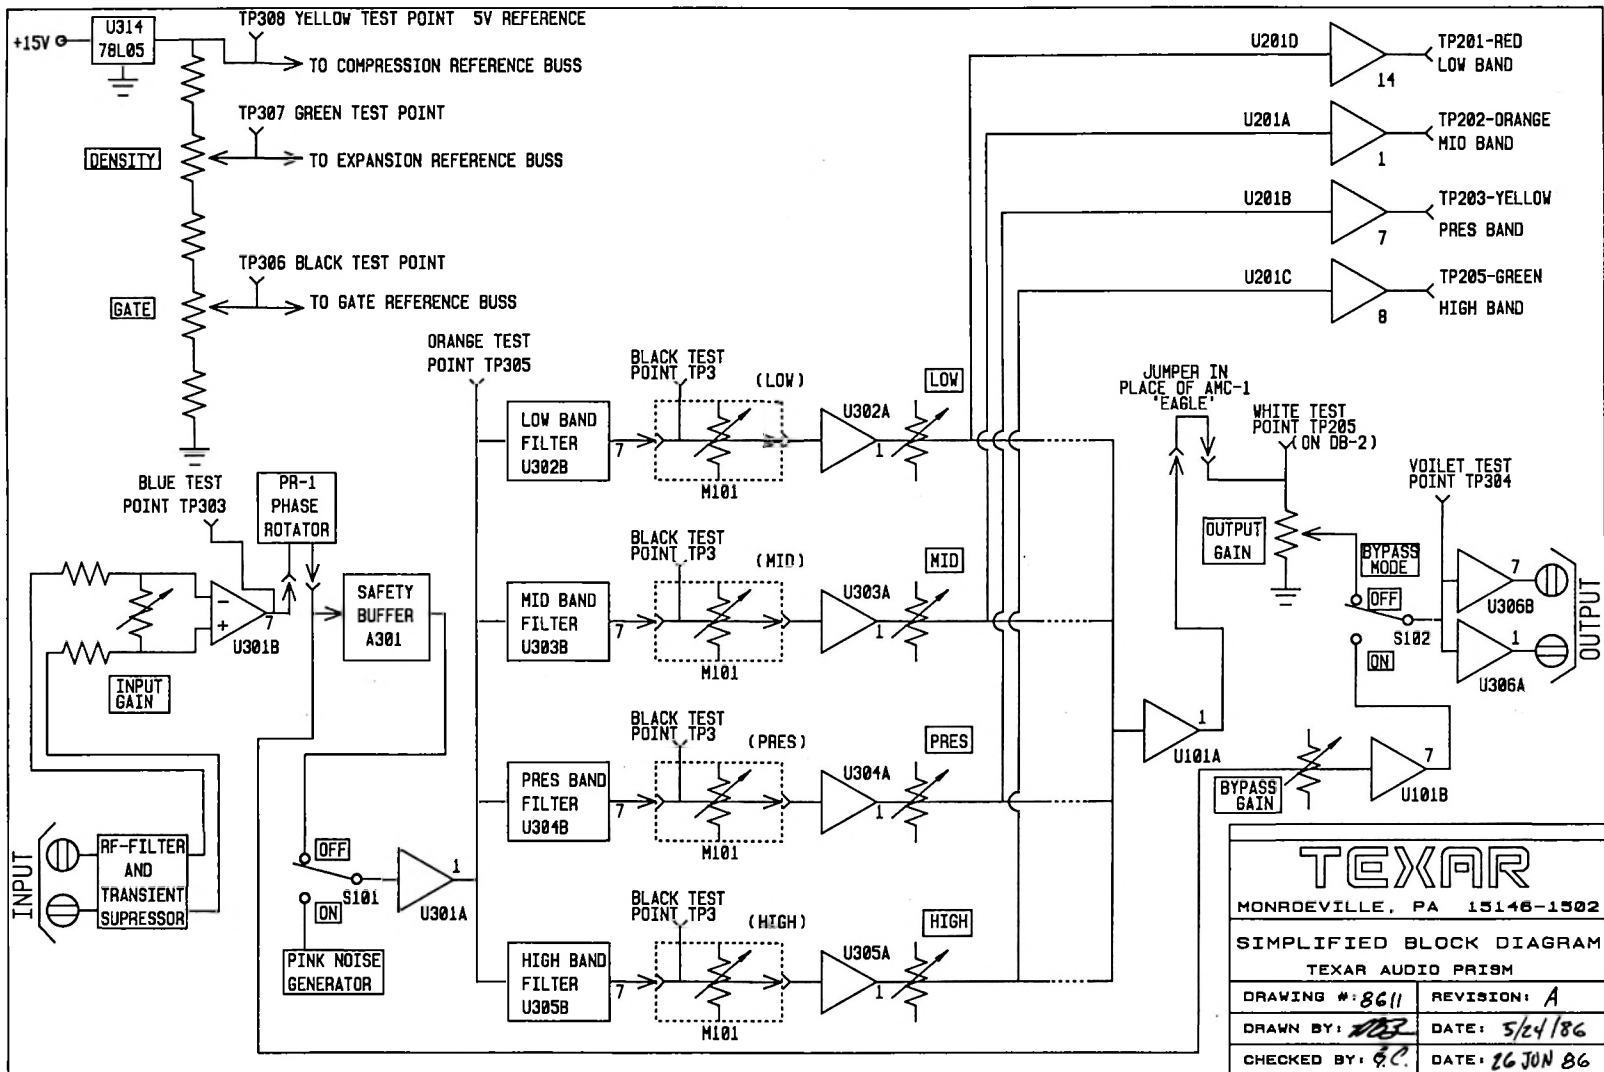 +15V
U314
78L05
TP308 YELLOW TEST POINT 5V REFERENCE
TO COMPRESSION REFERENCE BUSS
TP307 GREEN TEST POINT
DENSITY
TO EXPANSION REFERENCE BUSS
TP306 BLACK TEST POINT
GATE
TO GATE REFERENCE BUSS
U201D
14
TP201-RED
LOW BAND
U201A
1
TP202-ORANGE
MID BAND
U201B
7
TP203-YELLOW
PRES BAND
U201C
8
TP205-GREEN
HIGH BAND
ORANGE TEST
POINT TP305
BLUE TEST
POINT TP303
PR-1
PHASE
ROTATOR
U301B
7
-
+
INPUT
GAIN
SAFETY
BUFFER
A301
INPUT
RF-FILTER
AND
TRANSIENT
SUPRESSOR
OFF
ON
S101
PINK NOISE
GENERATOR
U301A
1
LOW BAND
FILTER
U302B
7
BLACK TEST
POINT TP3
(LOW)
M101
U302A
1
LOW
MID BAND
FILTER
U303B
7
BLACK TEST
POINT TP3
(MID)
M101
U303A
1
MID
PRES BAND
FILTER
U304B
7
BLACK TEST
POINT TP3
(PRES)
M101
U304A
1
PRES
HIGH BAND
FILTER
U305B
7
BLACK TEST
POINT TP3
(HIGH)
M101
U305A
1
HIGH
JUMPER IN
PLACE OF AMC-1
'EAGLE'
WHITE TEST
POINT TP205
(ON DB-2)
OUTPUT
GAIN
U101A
1
BYPASS
GAIN
U101B
7
BYPASS
MODE
OFF
ON
S102
VOILET TEST
POINT TP304
7
U306B
1
U306A
OUTPUT
TEXAR
MONROEVILLE, PA 15146-1502
SIMPLIFIED BLOCK DIAGRAM
TEXAR AUDIO PRISM
DRAWING #: 8611
REVISION: A
DRAWN BY:
DATE: 5/24/86
CHECKED BY:
DATE: 26 JUN 86